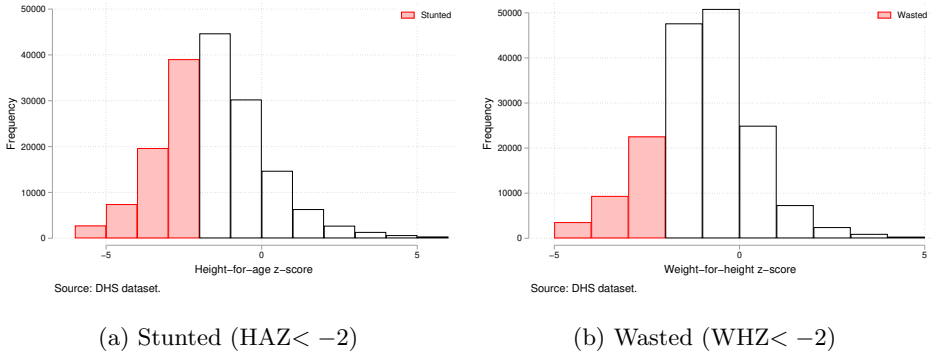 50000
40000
30000
20000
10000
0
Frequency
−5
0
5
Height−for−age z−score
Stunted
Source: DHS dataset.
(a) Stunted (HAZ< −2)
50000
40000
30000
20000
10000
0
Frequency
−5
0
5
Weight−for−height z−score
Wasted
Source: DHS dataset.
(b) Wasted (WHZ< −2)